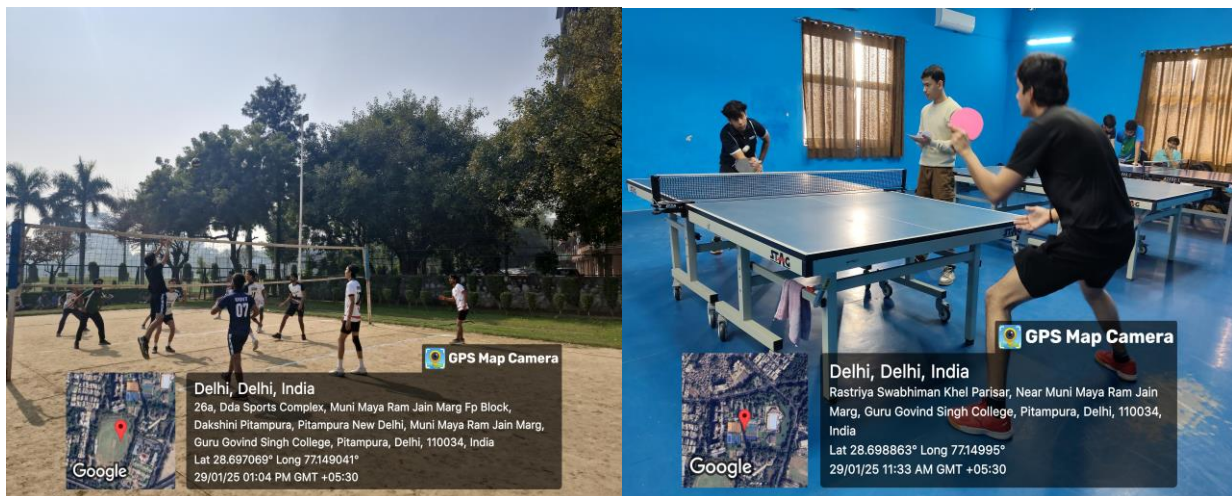 07
GPS Map Camera
Delhi, Delhi, India
26a, Dda Sports Complex, Muni Maya Ram Jain Marg Fp Block,
Dakshini Pitampura, Pitampura New Delhi, Muni Maya Ram Jain Marg,
Guru Govind Singh College, Pitampura, Delhi, 110034, India
Lat 28.697069° Long 77.149041°
29/01/25 01:04 PM GMT +05:30
Google
STAG
GPS Map Camera
Delhi, Delhi, India
Rastriya Swabhiman Khel Parisar, Near Muni Maya Ram Jain
Marg, Guru Govind Singh College, Pitampura, Delhi, 110034,
India
Lat 28.698863° Long 77.14995°
29/01/25 11:33 AM GMT +05:30
Google